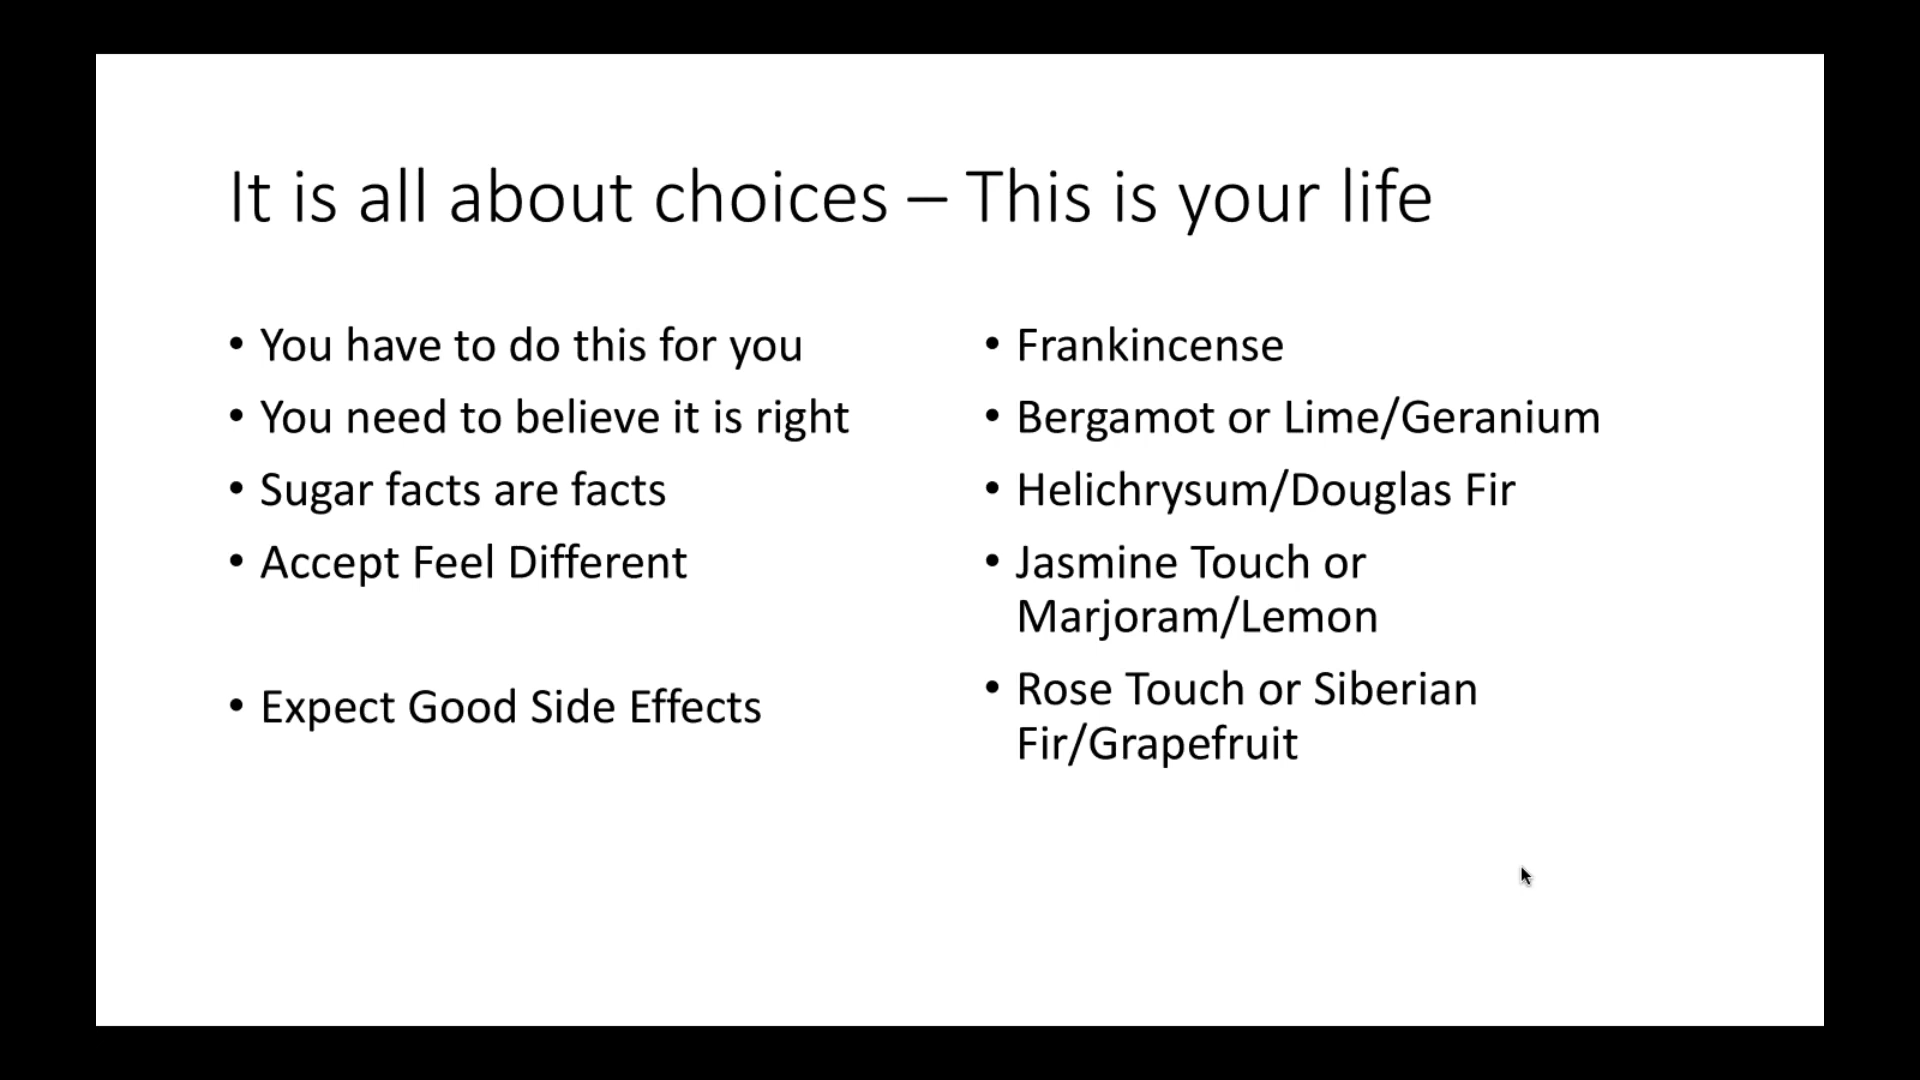 It is all about choices – This is your life
• You have to do this for you
• You need to believe it is right
• Sugar facts are facts
• Accept Feel Different
• Expect Good Side Effects
• Frankincense
• Bergamot or Lime/Geranium
• Helichrysum/Douglas Fir
• Jasmine Touch or
Marjoram/Lemon
• Rose Touch or Siberian
Fir/Grapefruit